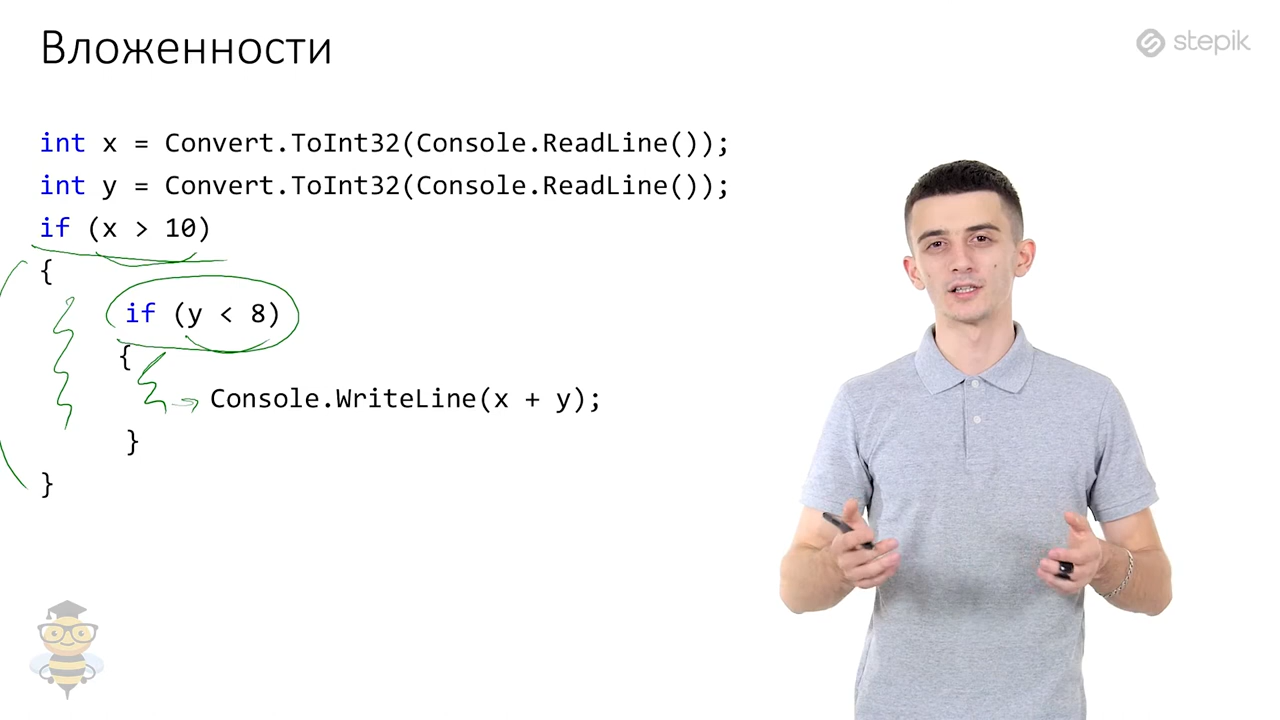 Вложенности
stepik
int x = Convert.ToInt32(Console.ReadLine());
int y = Convert.ToInt32(Console.ReadLine());
if (x > 10)
{
if (y < 8)
{
Console.WriteLine(x + y);
}
}